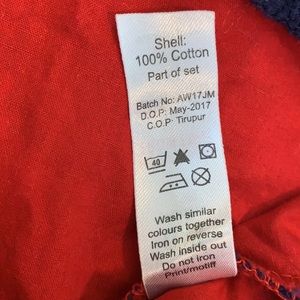 Shell:
100% Cotton
Part of set
Batch No: AW17JM
D.O.P: May-2017
C.O.P: Tirupur
40
Wash similar
colours together
Iron on reverse
Wash inside out
Do not iron
Print/motiff